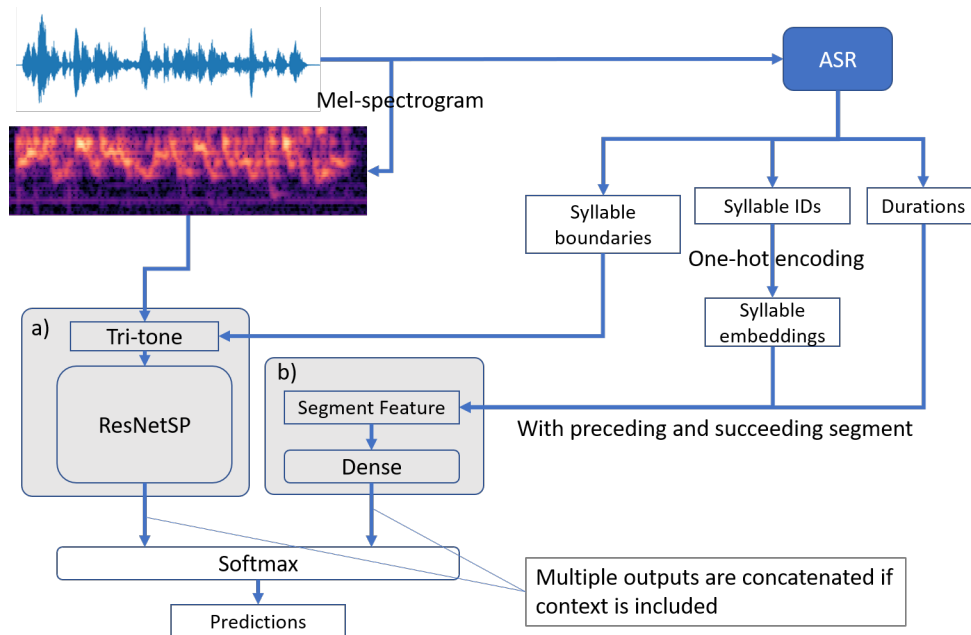 ASR
Mel-spectrogram
Syllable
boundaries
Syllable IDs
Durations
One-hot encoding
Syllable
embeddings
a)
Tri-tone
ResNetSP
b)
Segment Feature
Dense
With preceding and succeeding segment
Softmax
Predictions
Multiple outputs are concatenated if
context is included